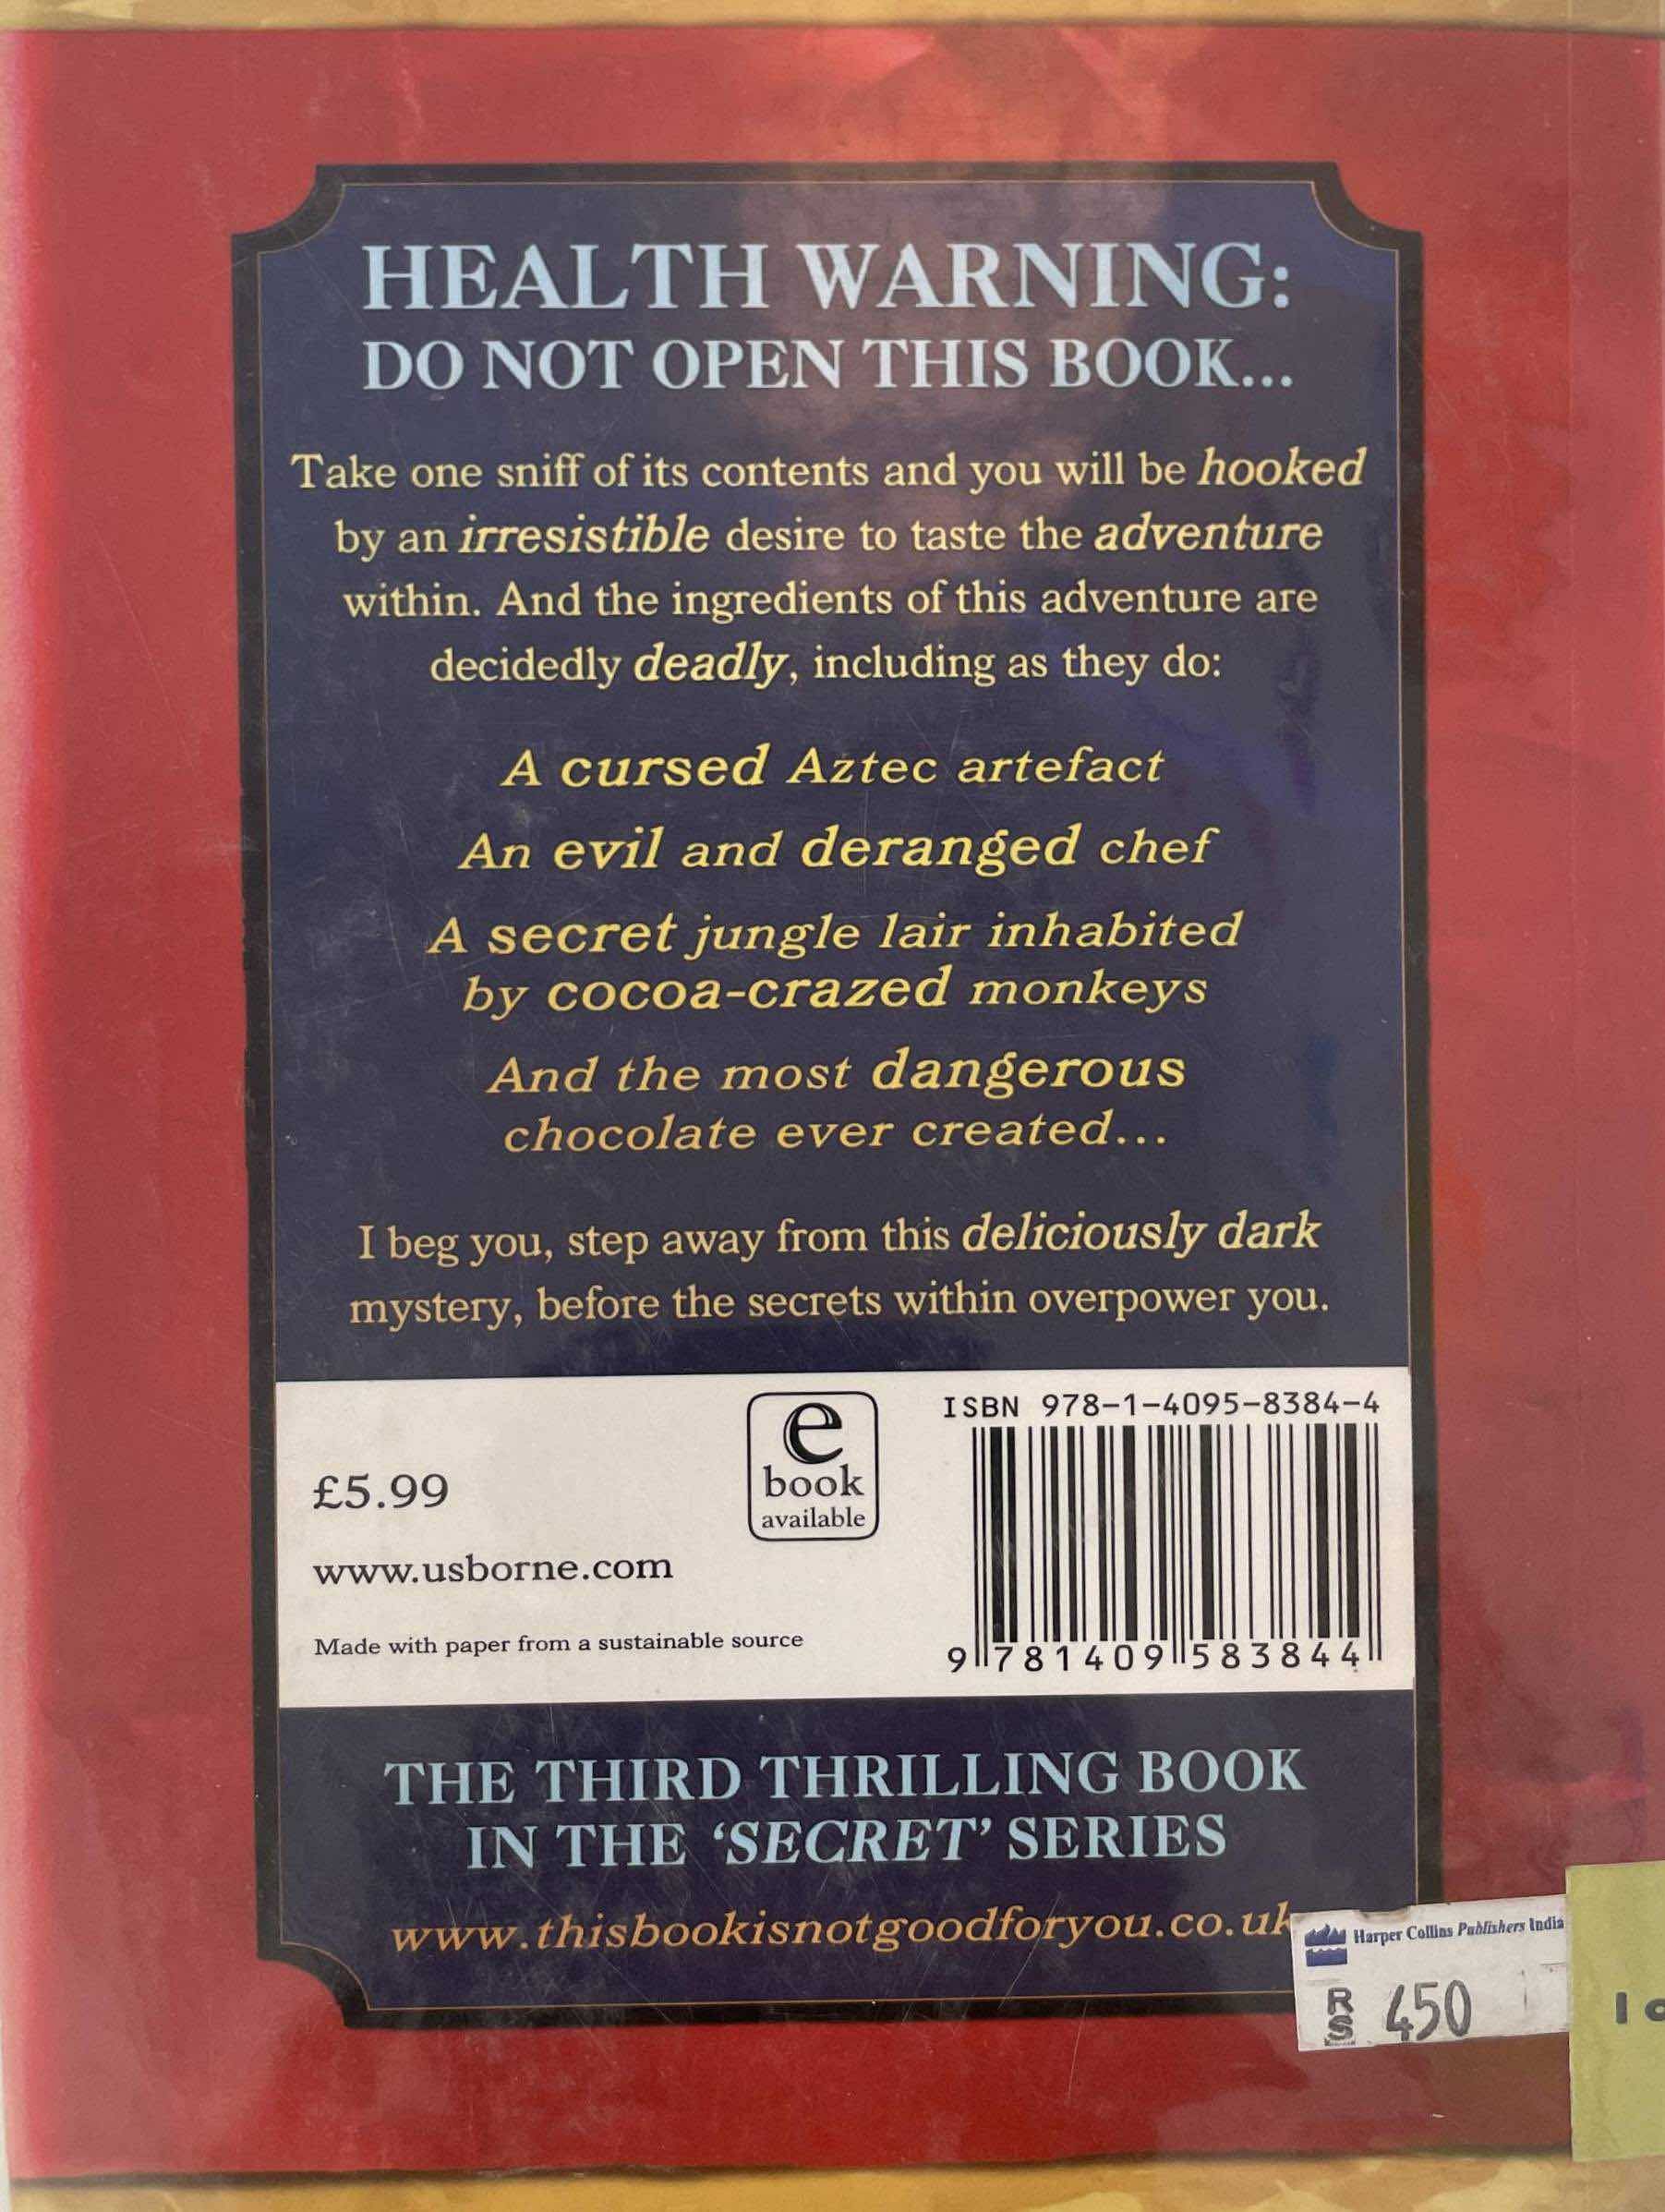 HEALTH WARNING:
DO NOT OPEN THIS BOOK...
Take one sniff of its contents and you will be hooked
by an irresistible desire to taste the adventure
within. And the ingredients of this adventure are
decidedly deadly, including as they do:
A cursed Aztec artefact
An evil and deranged chef
A secret jungle lair inhabited
by cocoa-crazed monkeys
And the most dangerous
chocolate ever created...
I beg you, step away from this deliciously dark
mystery, before the secrets within overpower you.
£5.99
www.usborne.com
Made with paper from a sustainable source
e
book
available
ISBN 978-1-4095-8384-4
9 781409 583844
THE THIRD THRILLING BOOK
IN THE ‘SECRET’ SERIES
www.thisbookisnotgoodforyou.co.uk
Harper Collins Publishers India
RS 450